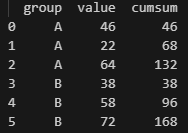 group value cumsum
0 A 46 46
1 A 22 68
2 A 64 132
3 B 38 38
4 B 58 96
5 B 72 168